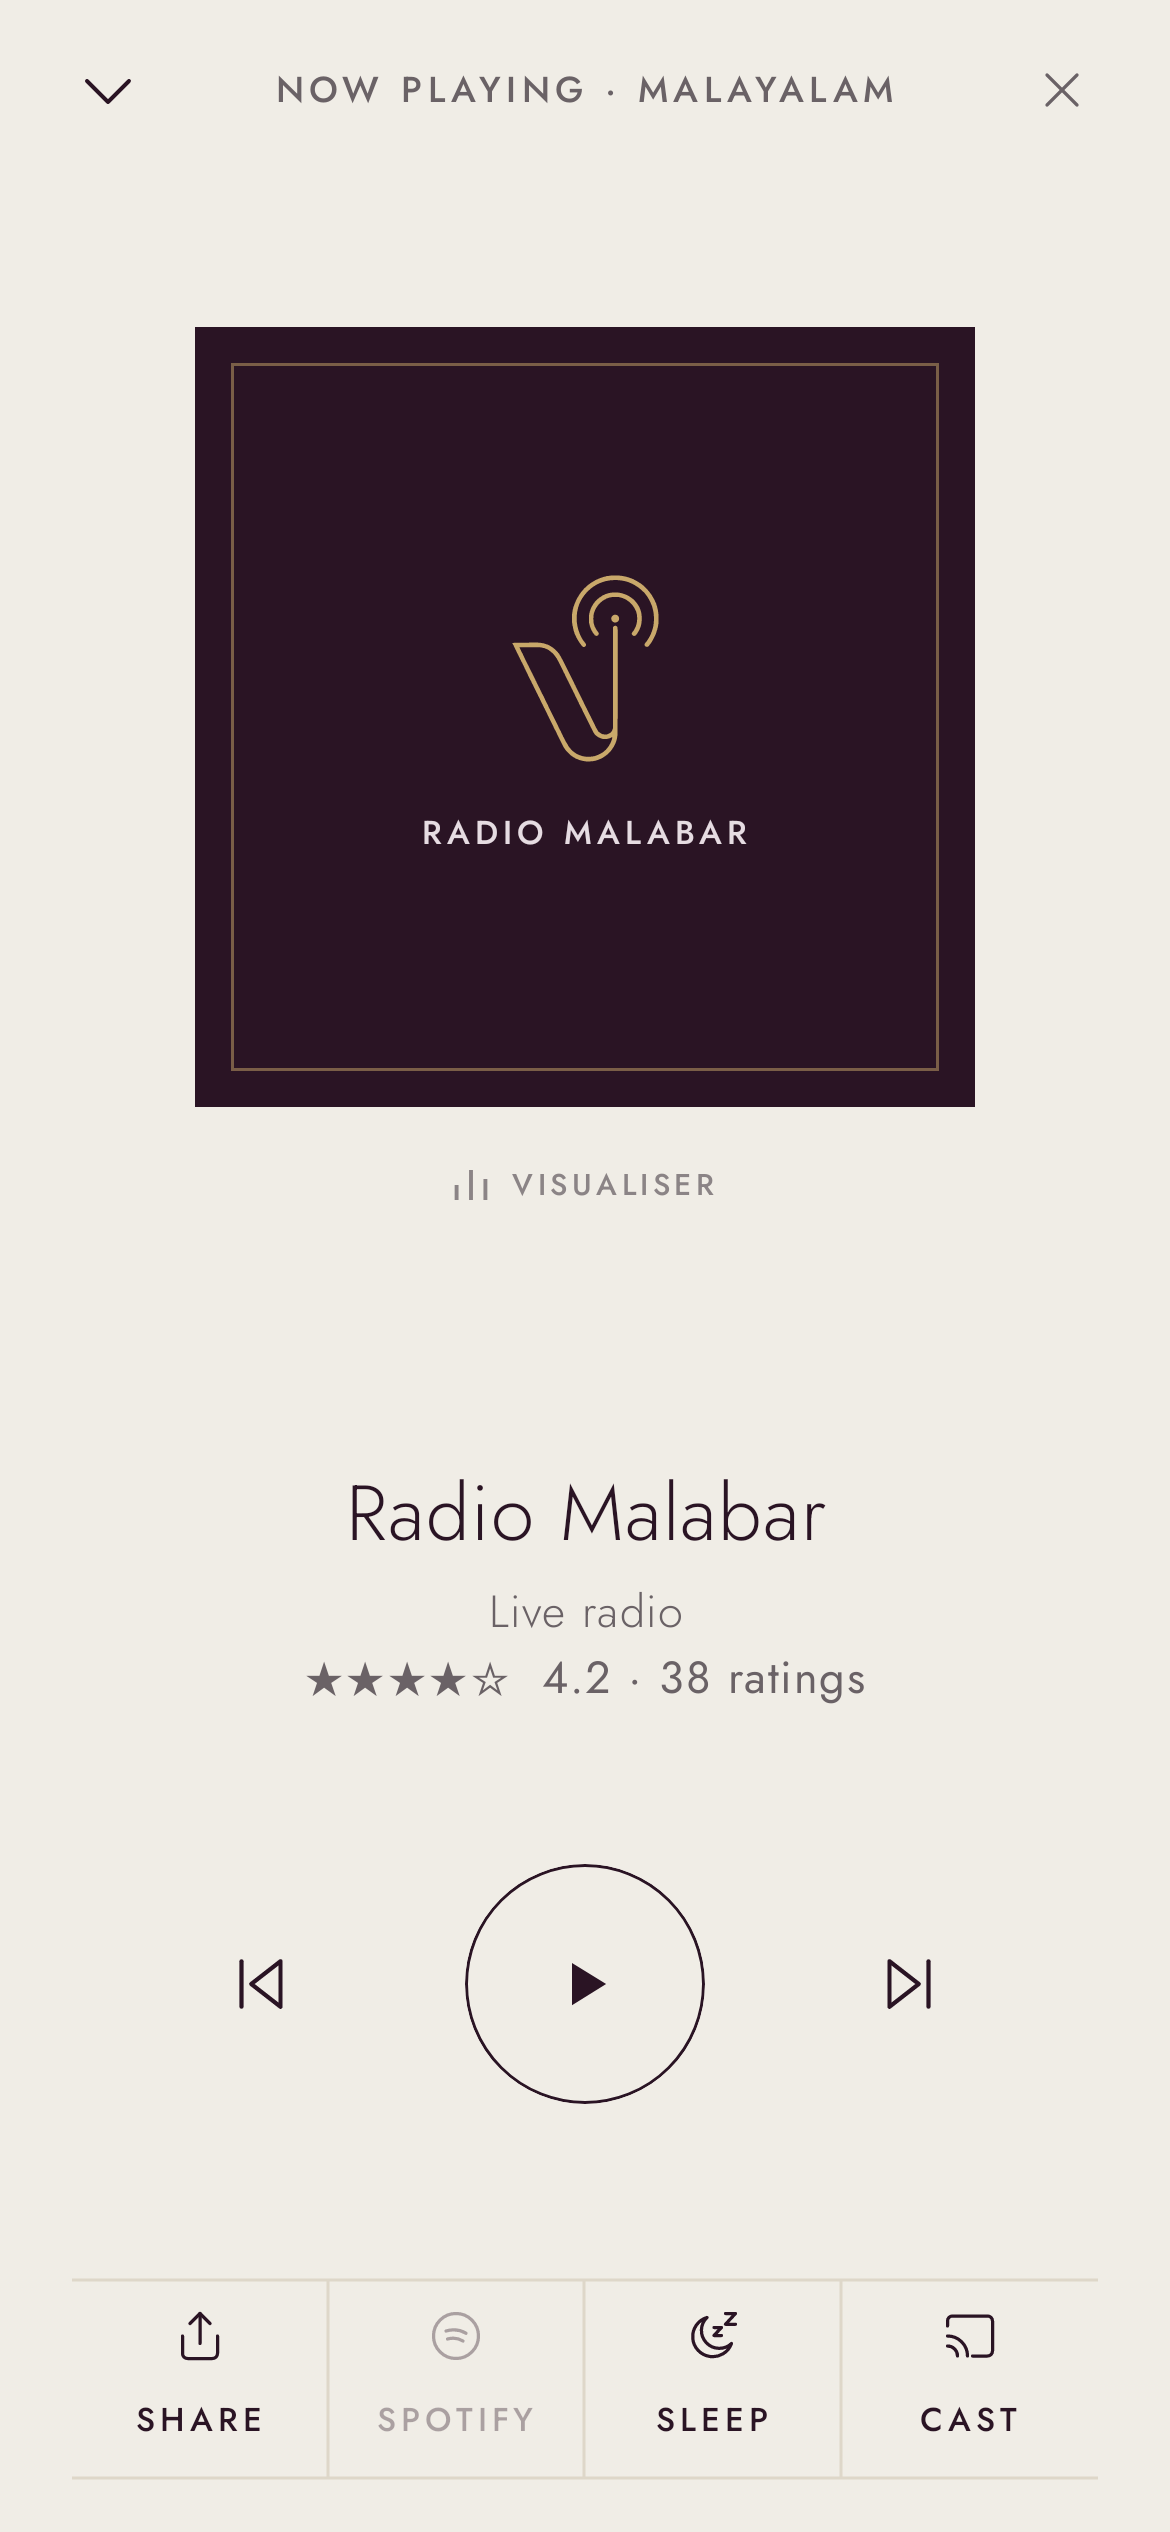 NOW PLAYING · MALAYALAM
RADIO MALABAR
VISUALISER
Radio Malabar
Live radio
★★★★☆ 4.2 · 38 ratings
SHARE
SPOTIFY
SLEEP
CAST